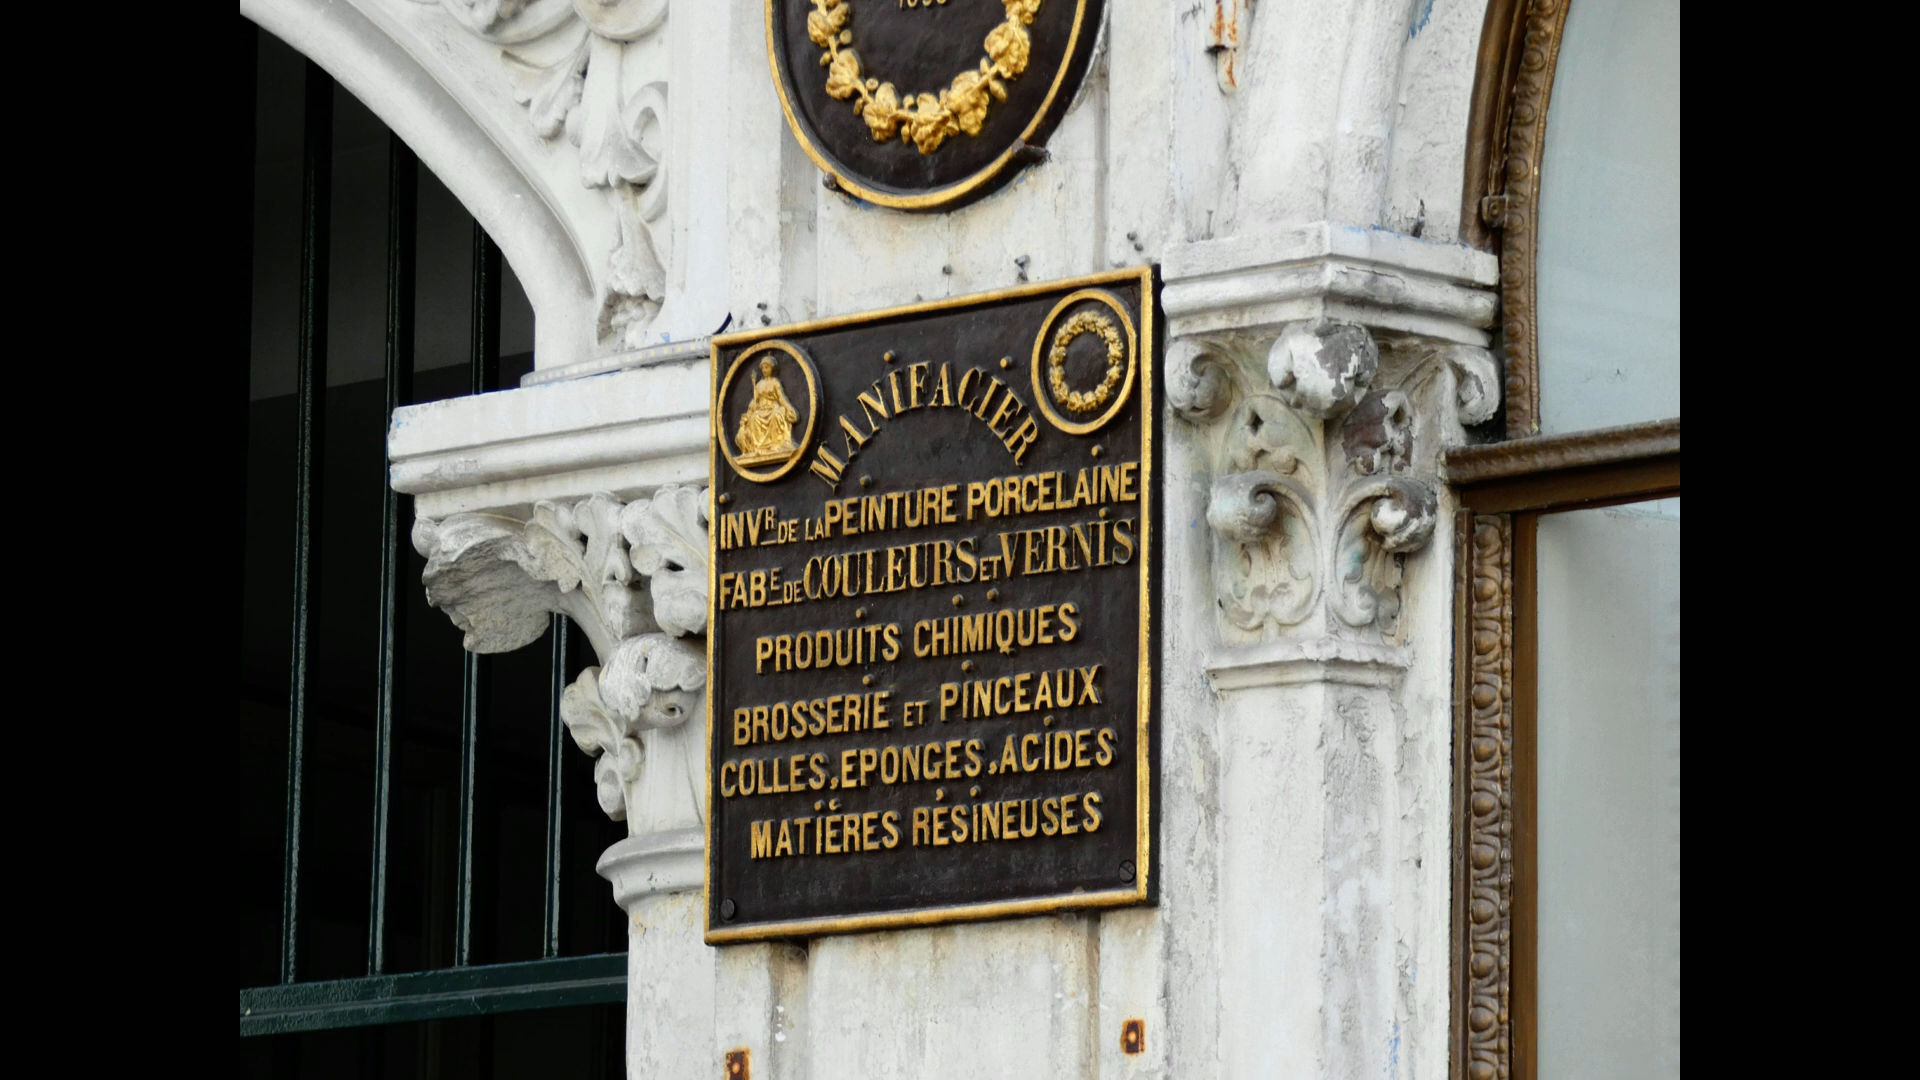 MANIFACIER
INVR DE LA PEINTURE PORCELAINE
FABE DE COULEURS ET VERNIS
PRODUITS CHIMIQUES
BROSSERIE ET PINCEAUX
COLLES, EPONGES, ACIDES
MATIÈRES RÉSINEUSES